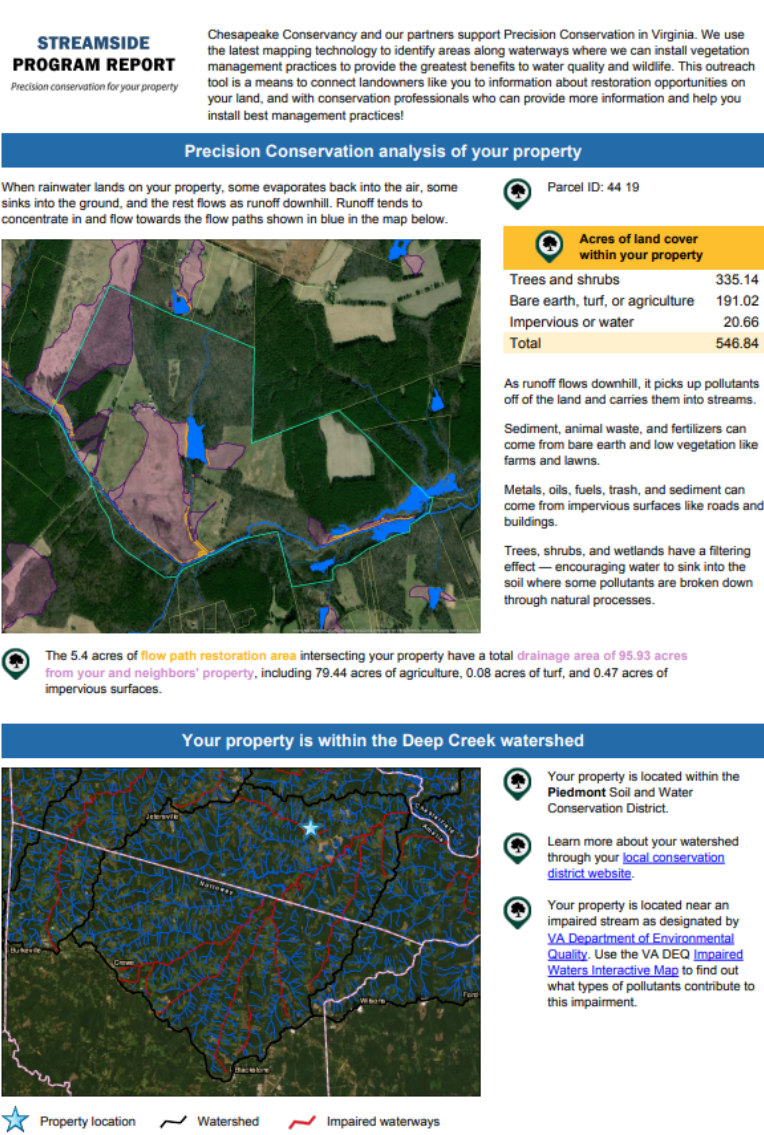 STREAMSIDE
PROGRAM REPORT
Precision conservation for your property
Chesapeake Conservancy and our partners support Precision Conservation in Virginia. We use
the latest mapping technology to identify areas along waterways where we can install vegetation
management practices to provide the greatest benefits to water quality and wildlife. This outreach
tool is a means to connect landowners like you to information about restoration opportunities on
your land, and with conservation professionals who can provide more information and help you
install best management practices!
Precision Conservation analysis of your property
When rainwater lands on your property, some evaporates back into the air, some
sinks into the ground, and the rest flows as runoff downhill. Runoff tends to
concentrate in and flow towards the flow paths shown in blue in the map below.
Parcel ID: 44 19
Acres of land cover
within your property
Trees and shrubs 335.14
Bare earth, turf, or agriculture 191.02
Impervious or water 20.66
Total 546.84
As runoff flows downhill, it picks up pollutants
off of the land and carries them into streams.
Sediment, animal waste, and fertilizers can
come from bare earth and low vegetation like
farms and lawns.
Metals, oils, fuels, trash, and sediment can
come from impervious surfaces like roads and
buildings.
Trees, shrubs, and wetlands have a filtering
effect — encouraging water to sink into the
soil where some pollutants are broken down
through natural processes.
The 5.4 acres of flow path restoration area intersecting your property have a total drainage area of 95.93 acres
from your and neighbors' property, including 79.44 acres of agriculture, 0.08 acres of turf, and 0.47 acres of
impervious surfaces.
Your property is within the Deep Creek watershed
Jetersville
Chesterfield
Amelia
Nottoway
Burkeville
Crewe
Wilsons
Ford
Blackstone
Your property is located within the
Piedmont Soil and Water
Conservation District.
Learn more about your watershed
through your local conservation
district website.
Your property is located near an
impaired stream as designated by
VA Department of Environmental
Quality. Use the VA DEQ Impaired
Waters Interactive Map to find out
what types of pollutants contribute to
this impairment.
Property location
Watershed
Impaired waterways